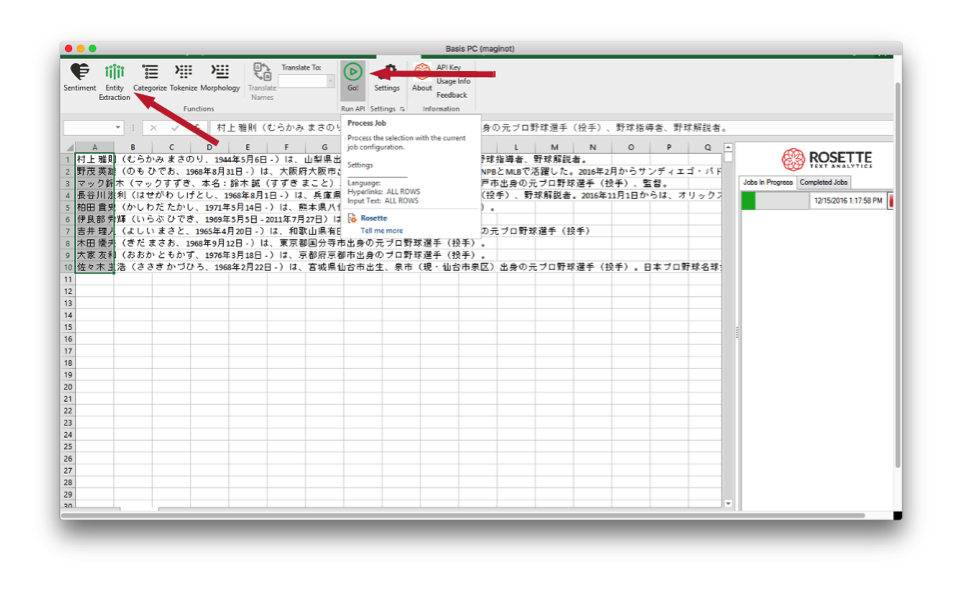 Basis PC (maginot)
Sentiment
Entity Extraction
Categorize
Tokenize
Morphology
Functions
Translate Names
Translate To:
Go!
Run API
Settings
Settings
About
API Key
Usage Info
Feedback
Information
村上 雅則（むらかみ まさのり
身の元プロ野球選手（投手）、野球指導者、野球解説者。
Process Job
Process the selection with the current
job configuration.
Settings
Language:
Hyperlinks: ALL ROWS
Input Text: ALL ROWS
Rosette
Tell me more
A B C D E F G L M N O P Q
1 村上 雅則（むらかみ まさのり、1944年5月6日 - ）は、山梨県出 野球指導者、野球解説者。
2 野茂 英雄（のも ひでお、1968年8月31日 - ）は、大阪府大阪市 NPBとMLBで活躍した。2016年2月からサンディエゴ・パド
3 マック鈴木（マックすずき、本名：鈴木 誠（すずき まこと） 戸市出身の元プロ野球選手（投手）、監督。
4 長谷川 滋利（はせがわ しげとし、1968年8月1日 - ）は、兵庫県 （投手）、野球解説者。2016年11月1日からは、オリックス
5 柏田 貴史（かしわだ たかし、1971年5月14日 - ）は、熊本県八 ）。
6 伊良部 秀輝（いらぶ ひでき、1969年5月5日 - 2011年7月27日）は
7 吉井 理人（よしい まさと、1965年4月20日 - ）は、和歌山県有田 の元プロ野球選手（投手）
8 木田 優夫（きだ まさお、1968年9月12日 - ）は、東京都国分寺市出身の元プロ野球選手（投手）。
9 大家 友和（おおか ともかず、1976年3月18日 - ）は、京都府京都市出身のプロ野球選手（投手）。
10 佐々木 主浩（ささき かづひろ、1968年2月22日 - ）は、宮城県仙台市出生、泉市（現・仙台市泉区）出身の元プロ野球選手（投手）。日本プロ野球名球
11
12
13
14
15
16
17
18
19
20
21
22
23
24
25
26
27
28
29
30
ROSETTE
TEXT ANALYTICS
Jobs In Progress
Completed Jobs
12/15/2016 1:17:58 PM